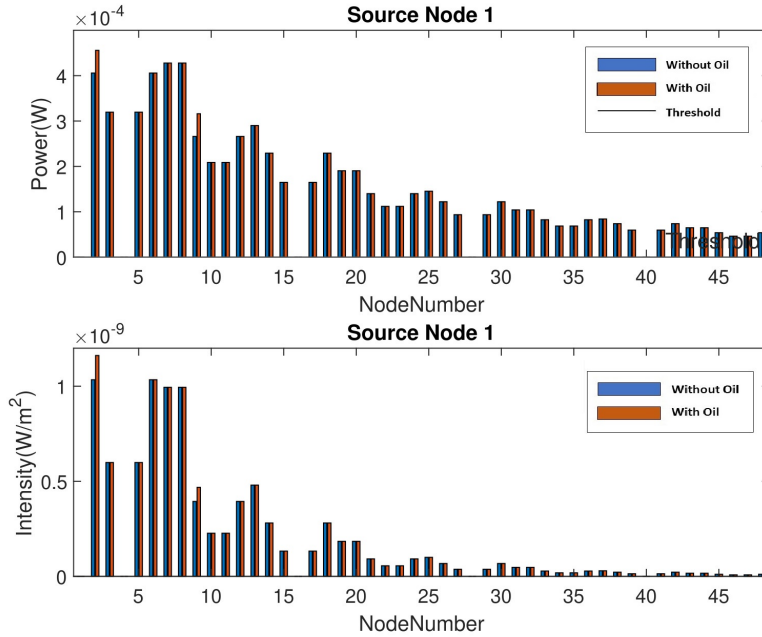 ×10⁻⁴
Source Node 1
Power(W)
4
3
2
1
0
Without Oil
With Oil
Threshold
Threshold
5 10 15 20 25 30 35 40 45
NodeNumber
×10⁻⁹
Source Node 1
Intensity(W/m²)
1
0.5
0
Without Oil
With Oil
5 10 15 20 25 30 35 40 45
NodeNumber